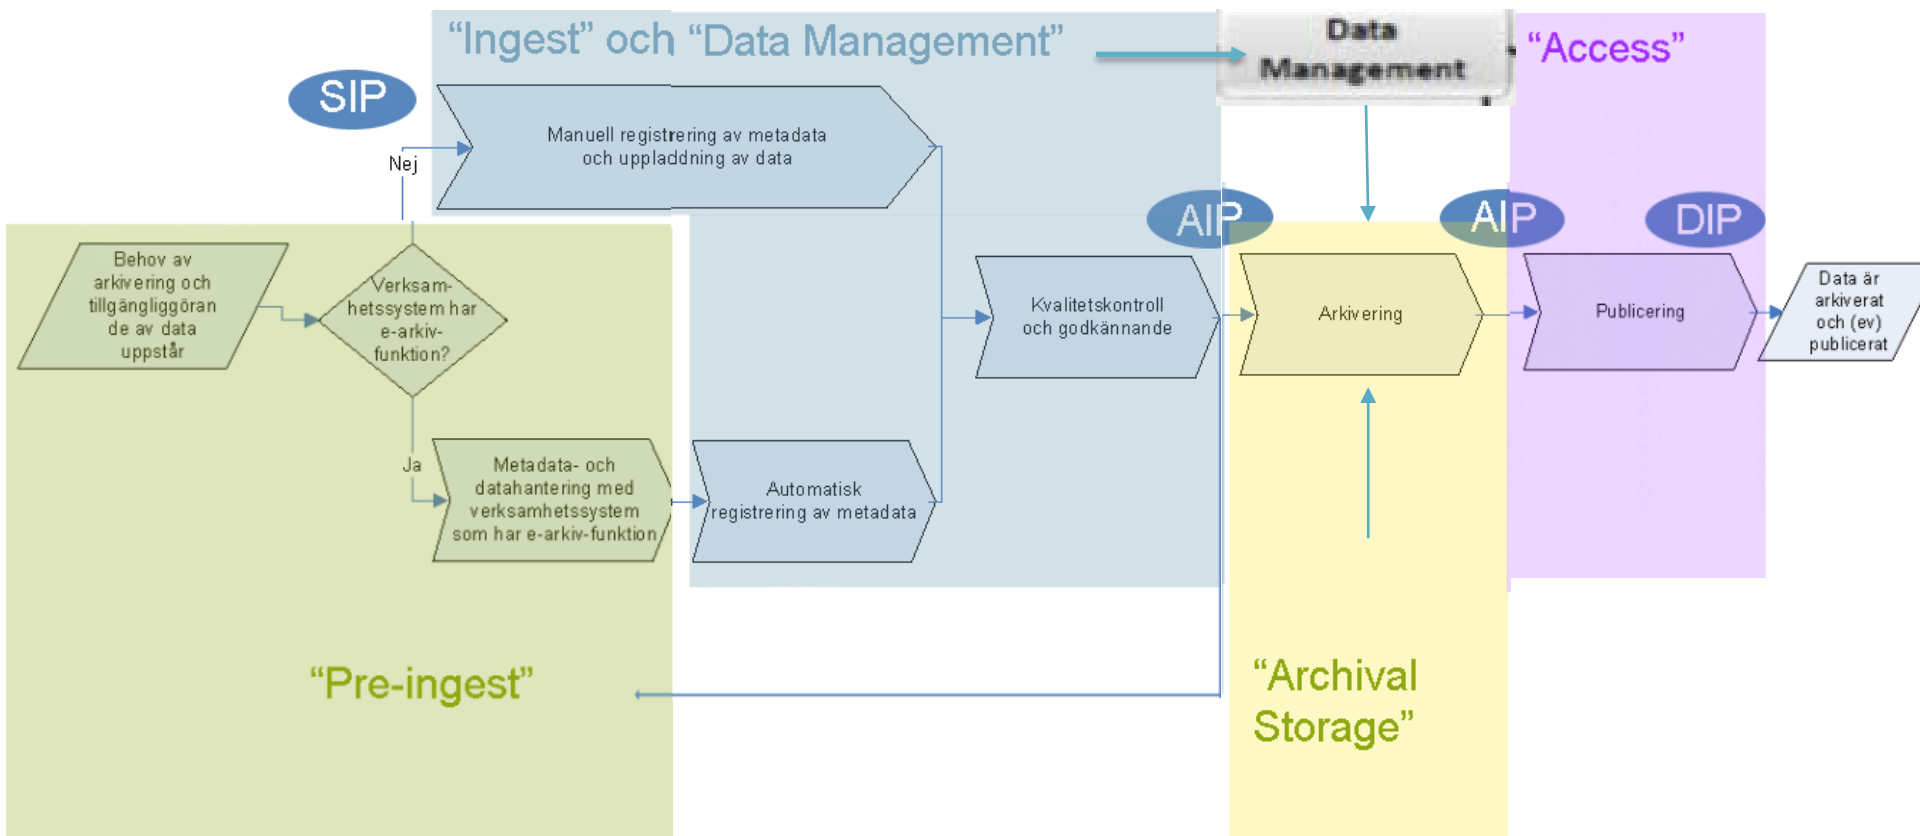 “Ingest” och “Data Management”
Data
Management
“Access”
SIP
Manuell registrering av metadata
och uppladdning av data
Nej
AIP
AIP
DIP
Behov av
arkivering och
tillgängliggöran
de av data
uppstår
Verksam-
hetssystem har
e-arkiv-
funktion?
Kvalitetskontroll
och godkännande
Arkivering
Publicering
Data är
arkiverat
och (ev)
publicerat
Ja
Metadata- och
datahantering med
verksamhetssystem
som har e-arkiv-funktion
Automatisk
registrering av metadata
“Pre-ingest”
“Archival
Storage”